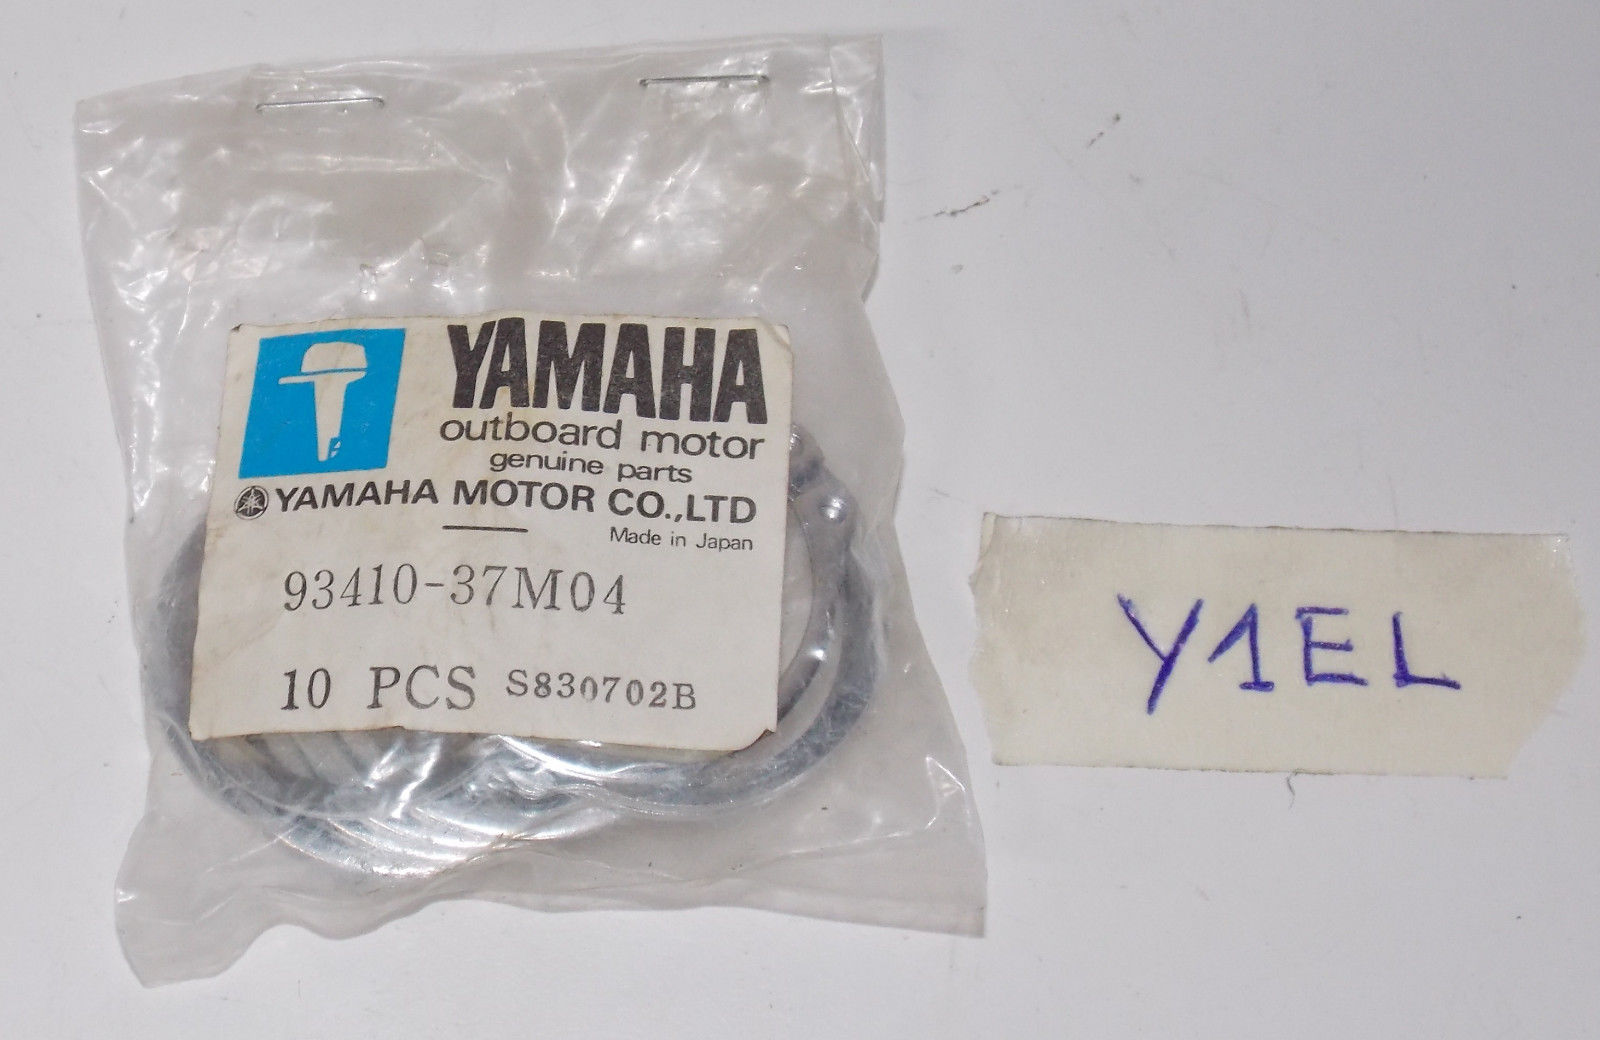 YAMAHA
outboard motor
genuine parts
YAMAHA MOTOR CO.,LTD
Made in Japan
93410-37M04
10 PCS S830702B
Y1EL